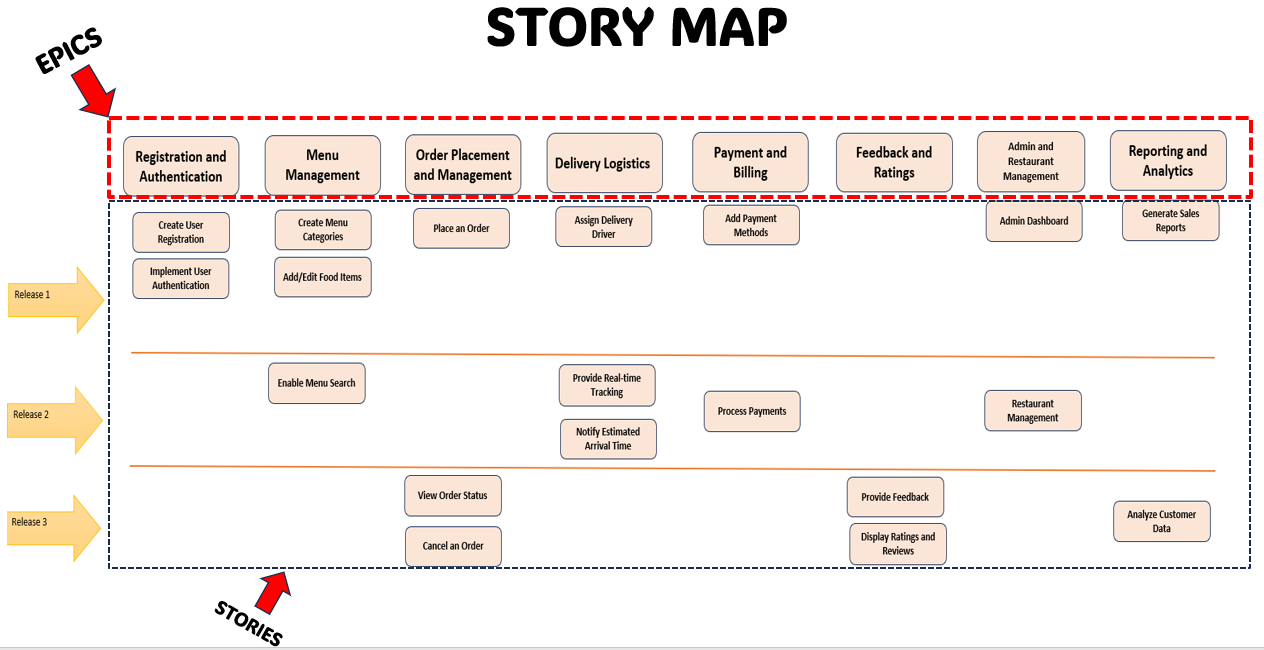 STORY MAP
EPICS
Registration and
Authentication
Menu
Management
Order Placement
and Management
Delivery Logistics
Payment and
Billing
Feedback and
Ratings
Admin and
Restaurant
Management
Reporting and
Analytics
Release 1
Create User
Registration
Implement User
Authentication
Create Menu
Categories
Add/Edit Food Items
Place an Order
Assign Delivery
Driver
Add Payment
Methods
Admin Dashboard
Generate Sales
Reports
Release 2
Enable Menu Search
Provide Real-time
Tracking
Notify Estimated
Arrival Time
Process Payments
Restaurant
Management
Release 3
View Order Status
Cancel an Order
Provide Feedback
Display Ratings and
Reviews
Analyze Customer
Data
STORIES